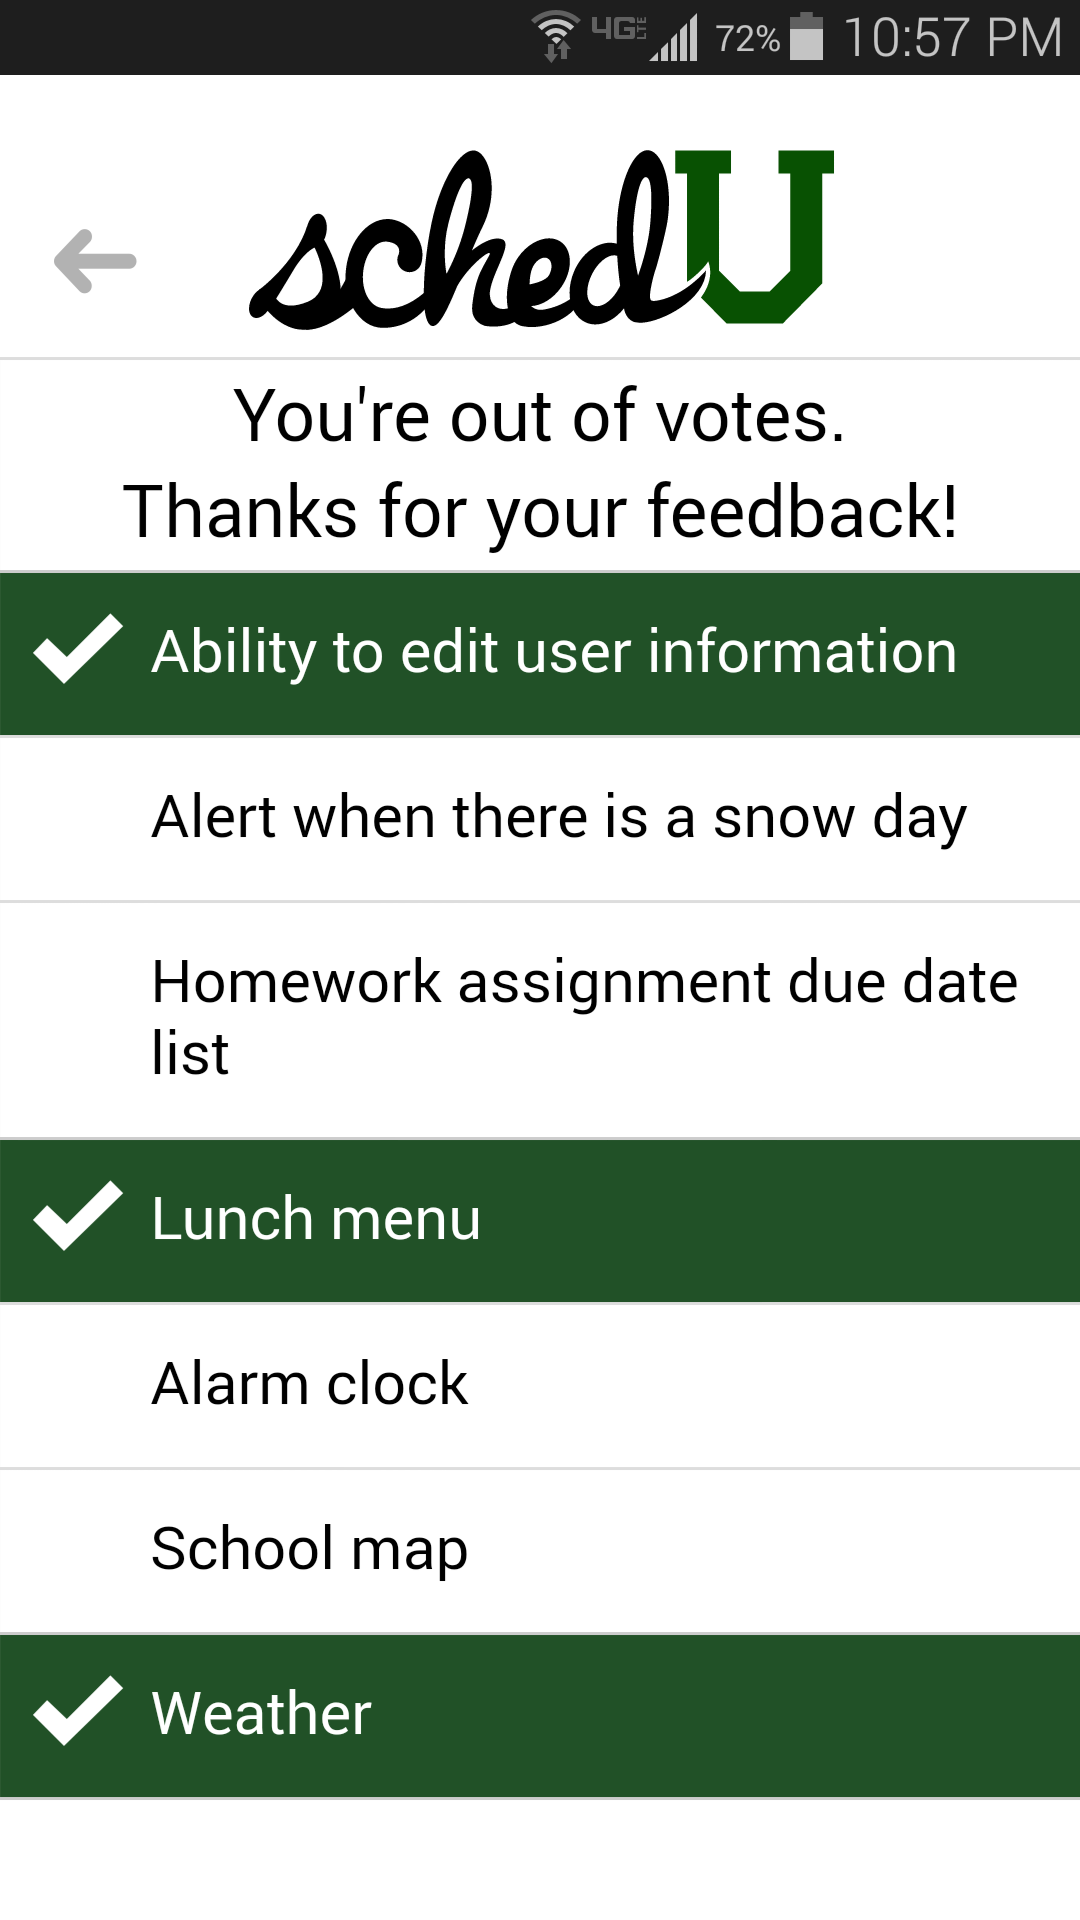 4G LTE 72% 10:57 PM
schedU
You're out of votes.
Thanks for your feedback!
Ability to edit user information
Alert when there is a snow day
Homework assignment due date
list
Lunch menu
Alarm clock
School map
Weather